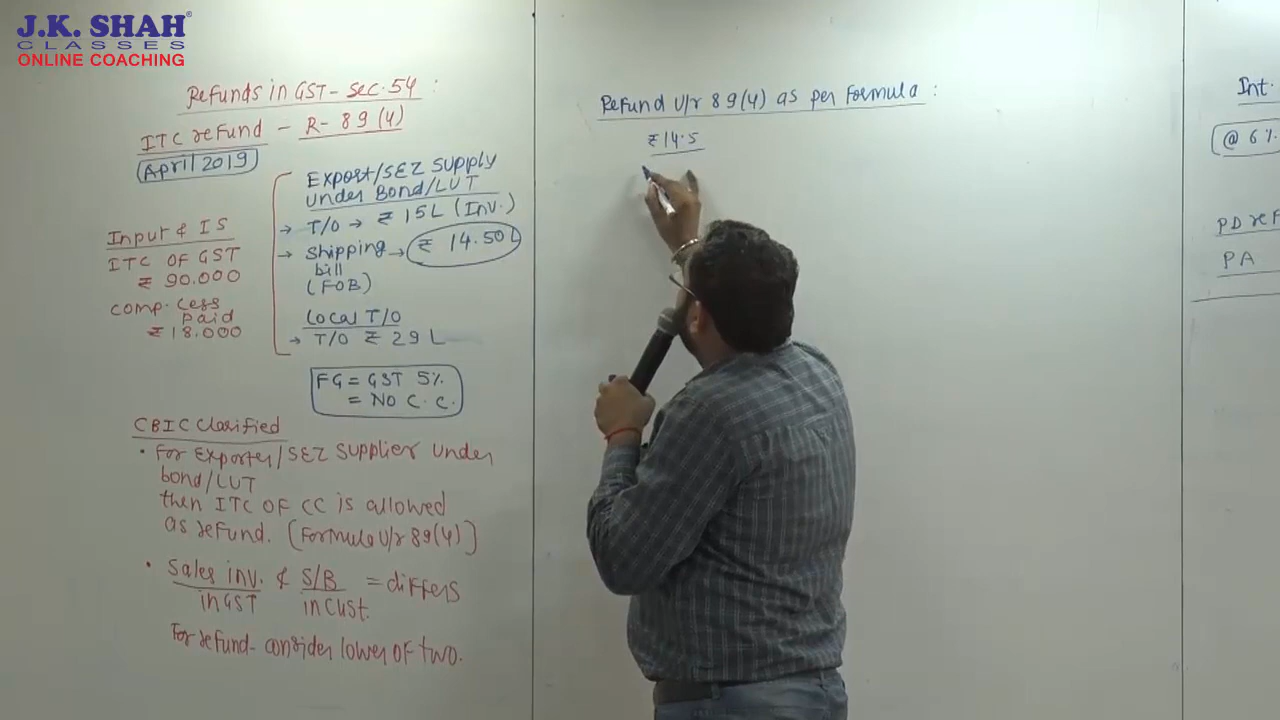 J.K. SHAH®
CLASSES
ONLINE COACHING
Refunds in GST - Sec. 54 :
ITC refund - R- 89 (4)
April 2019
Input & IS
ITC OF GST
₹ 90.000
Comp. Cess
paid
₹ 18.000
Export/SEZ Supply
under Bond/LUT
→ T/O → ₹ 15L (Inv.)
→ Shipping → ₹ 14.50L
bill
(FOB)
Local T/O
→ T/O ₹ 29 L
FG = GST 5%
= NO C. C.
CBIC Clarified
• For Exporter/SEZ Supplier under
bond/LUT
then ITC OF CC is allowed
as refund. [Formula U/r 89(4)]
• Sales inv. & S/B = differs
in GST in Cust.
For refund- consider lower of two.
Refund U/r 89(4) as per Formula :
₹ 14.5
Int.
@ 6%
PD ref
PA